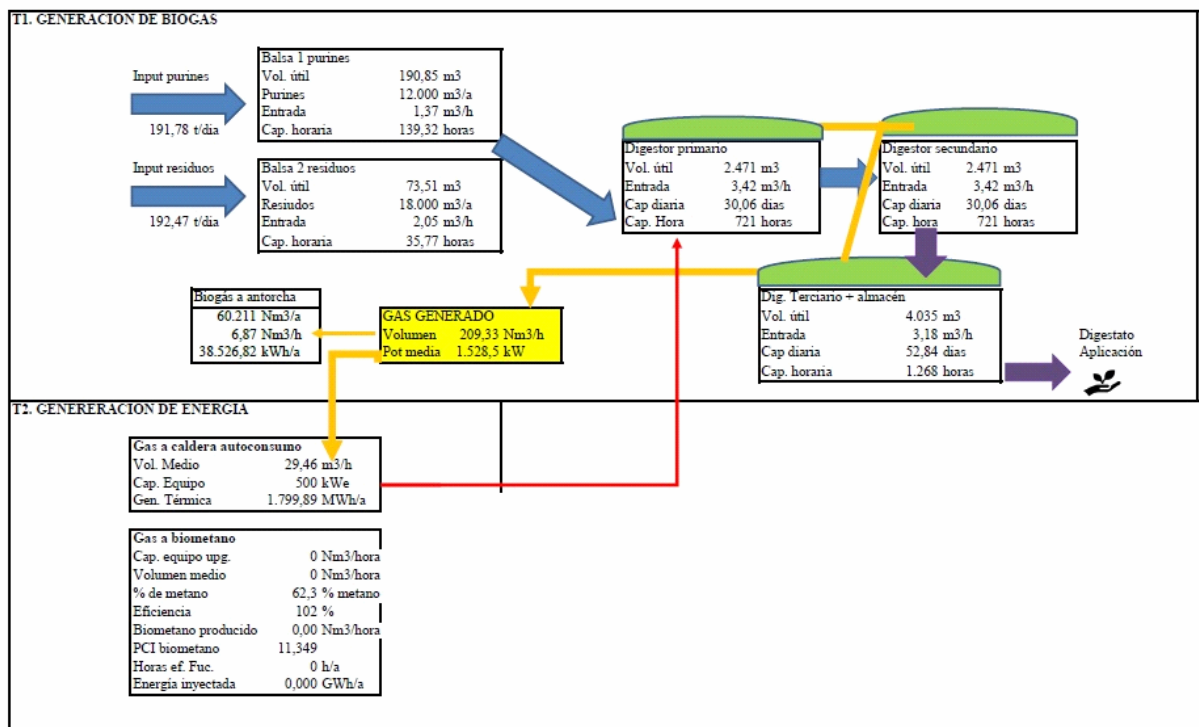 T1. GENERACION DE BIOGAS
Input purines
191,78 t/dia
Balsa 1 purines
Vol. útil 190,85 m3
Purines 12.000 m3/a
Entrada 1,37 m3/h
Cap. horaria 139,32 horas
Input residuos
192,47 t/dia
Balsa 2 residuos
Vol. útil 73,51 m3
Resiudos 18.000 m3/a
Entrada 2,05 m3/h
Cap. horaria 35,77 horas
Digestor primario
Vol. útil 2.471 m3
Entrada 3,42 m3/h
Cap diaria 30,06 dias
Cap. Hora 721 horas
Digestor secundario
Vol. útil 2.471 m3
Entrada 3,42 m3/h
Cap diaria 30,06 dias
Cap. hora 721 horas
Biogás a antorcha
60.211 Nm3/a
6,87 Nm3/h
38.526,82 kWh/a
GAS GENERADO
Volumen 209,33 Nm3/h
Pot media 1.528,5 kW
Dig. Terciario + almacén
Vol. útil 4.035 m3
Entrada 3,18 m3/h
Cap diaria 52,84 dias
Cap. horaria 1.268 horas
Digestato
Aplicación
T2. GENERERACION DE ENERGIA
Gas a caldera autoconsumo
Vol. Medio 29,46 m3/h
Cap. Equipo 500 kWe
Gen. Térmica 1.799,89 MWh/a
Gas a biometano
Cap. equipo upg. 0 Nm3/hora
Volumen medio 0 Nm3/hora
% de metano 62,3 % metano
Eficiencia 102 %
Biometano producido 0,00 Nm3/hora
PCI biometano 11,349
Horas ef. Fuc. 0 h/a
Energía inyectada 0,000 GWh/a